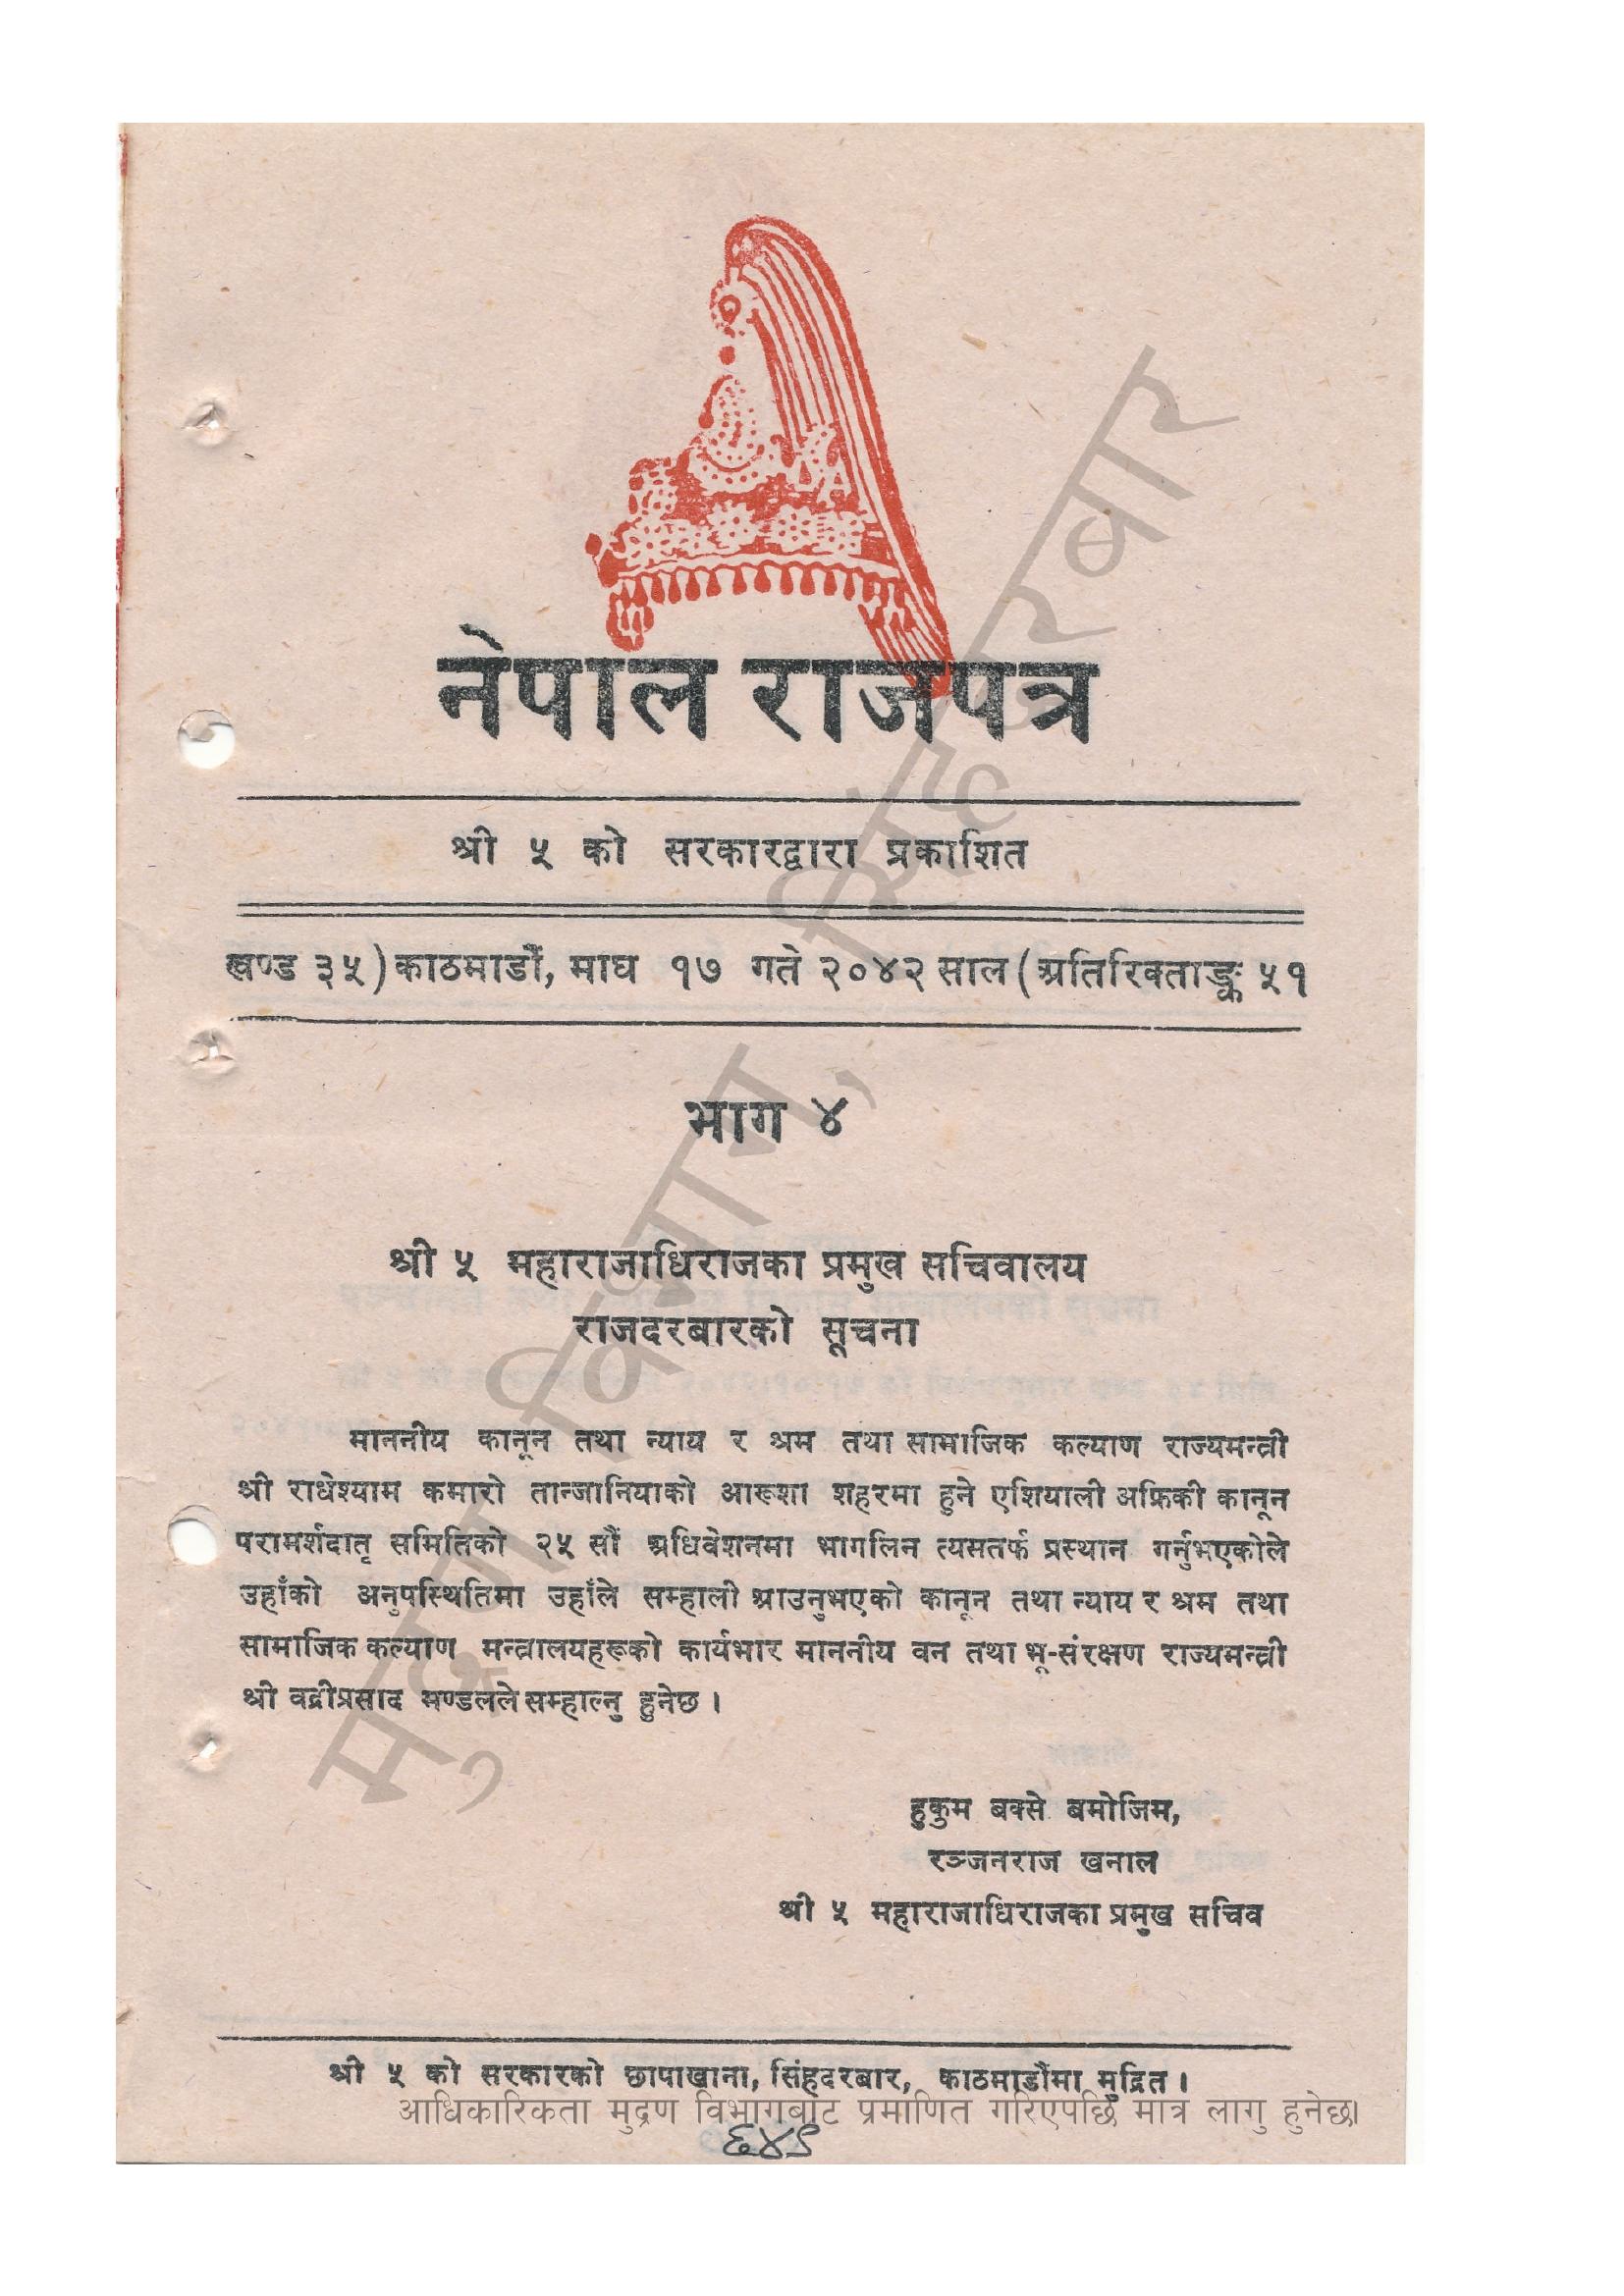 नेपाल राजपत्र
श्री ५ को सरकारद्वारा प्रकाशित
खण्ड ३५) काठमाडौं, माघ १७ गते २०४२ साल (अतिरिक्ताङ्क ५१
भाग ४
श्री ५ महाराजाधिराजका प्रमुख सचिवालय
राजदरबारको सूचना
माननीय कानून तथा न्याय र श्रम तथा सामाजिक कल्याण राज्यमन्त्री
श्री राधेश्याम कमारो तान्जानियाको आरूशा शहरमा हुने एशियाली अफ्रिकी कानून
परामर्शदातृ समितिको २५ सौं अधिवेशनमा भागलिन त्यसतर्फ प्रस्थान गर्नुभएकोले
उहाँको अनुपस्थितिमा उहाँले सम्हाली आउनुभएको कानून तथा न्याय र श्रम तथा
सामाजिक कल्याण मन्त्रालयहरूको कार्यभार माननीय वन तथा भू-संरक्षण राज्यमन्त्री
श्री वद्रीप्रसाद मण्डलले सम्हाल्नु हुनेछ ।
हुकुम बक्से बमोजिम,
रञ्जनराज खनाल
श्री ५ महाराजाधिराजका प्रमुख सचिव
श्री ५ को सरकारको छापाखाना, सिंहदरबार, काठमाडौंमा मुद्रित ।
आधिकारिकता मुद्रण विभागबाट प्रमाणित गरिएपछि मात्र लागु हुनेछ।
६४९
मुद्रण विभाग, सिंहदरबार